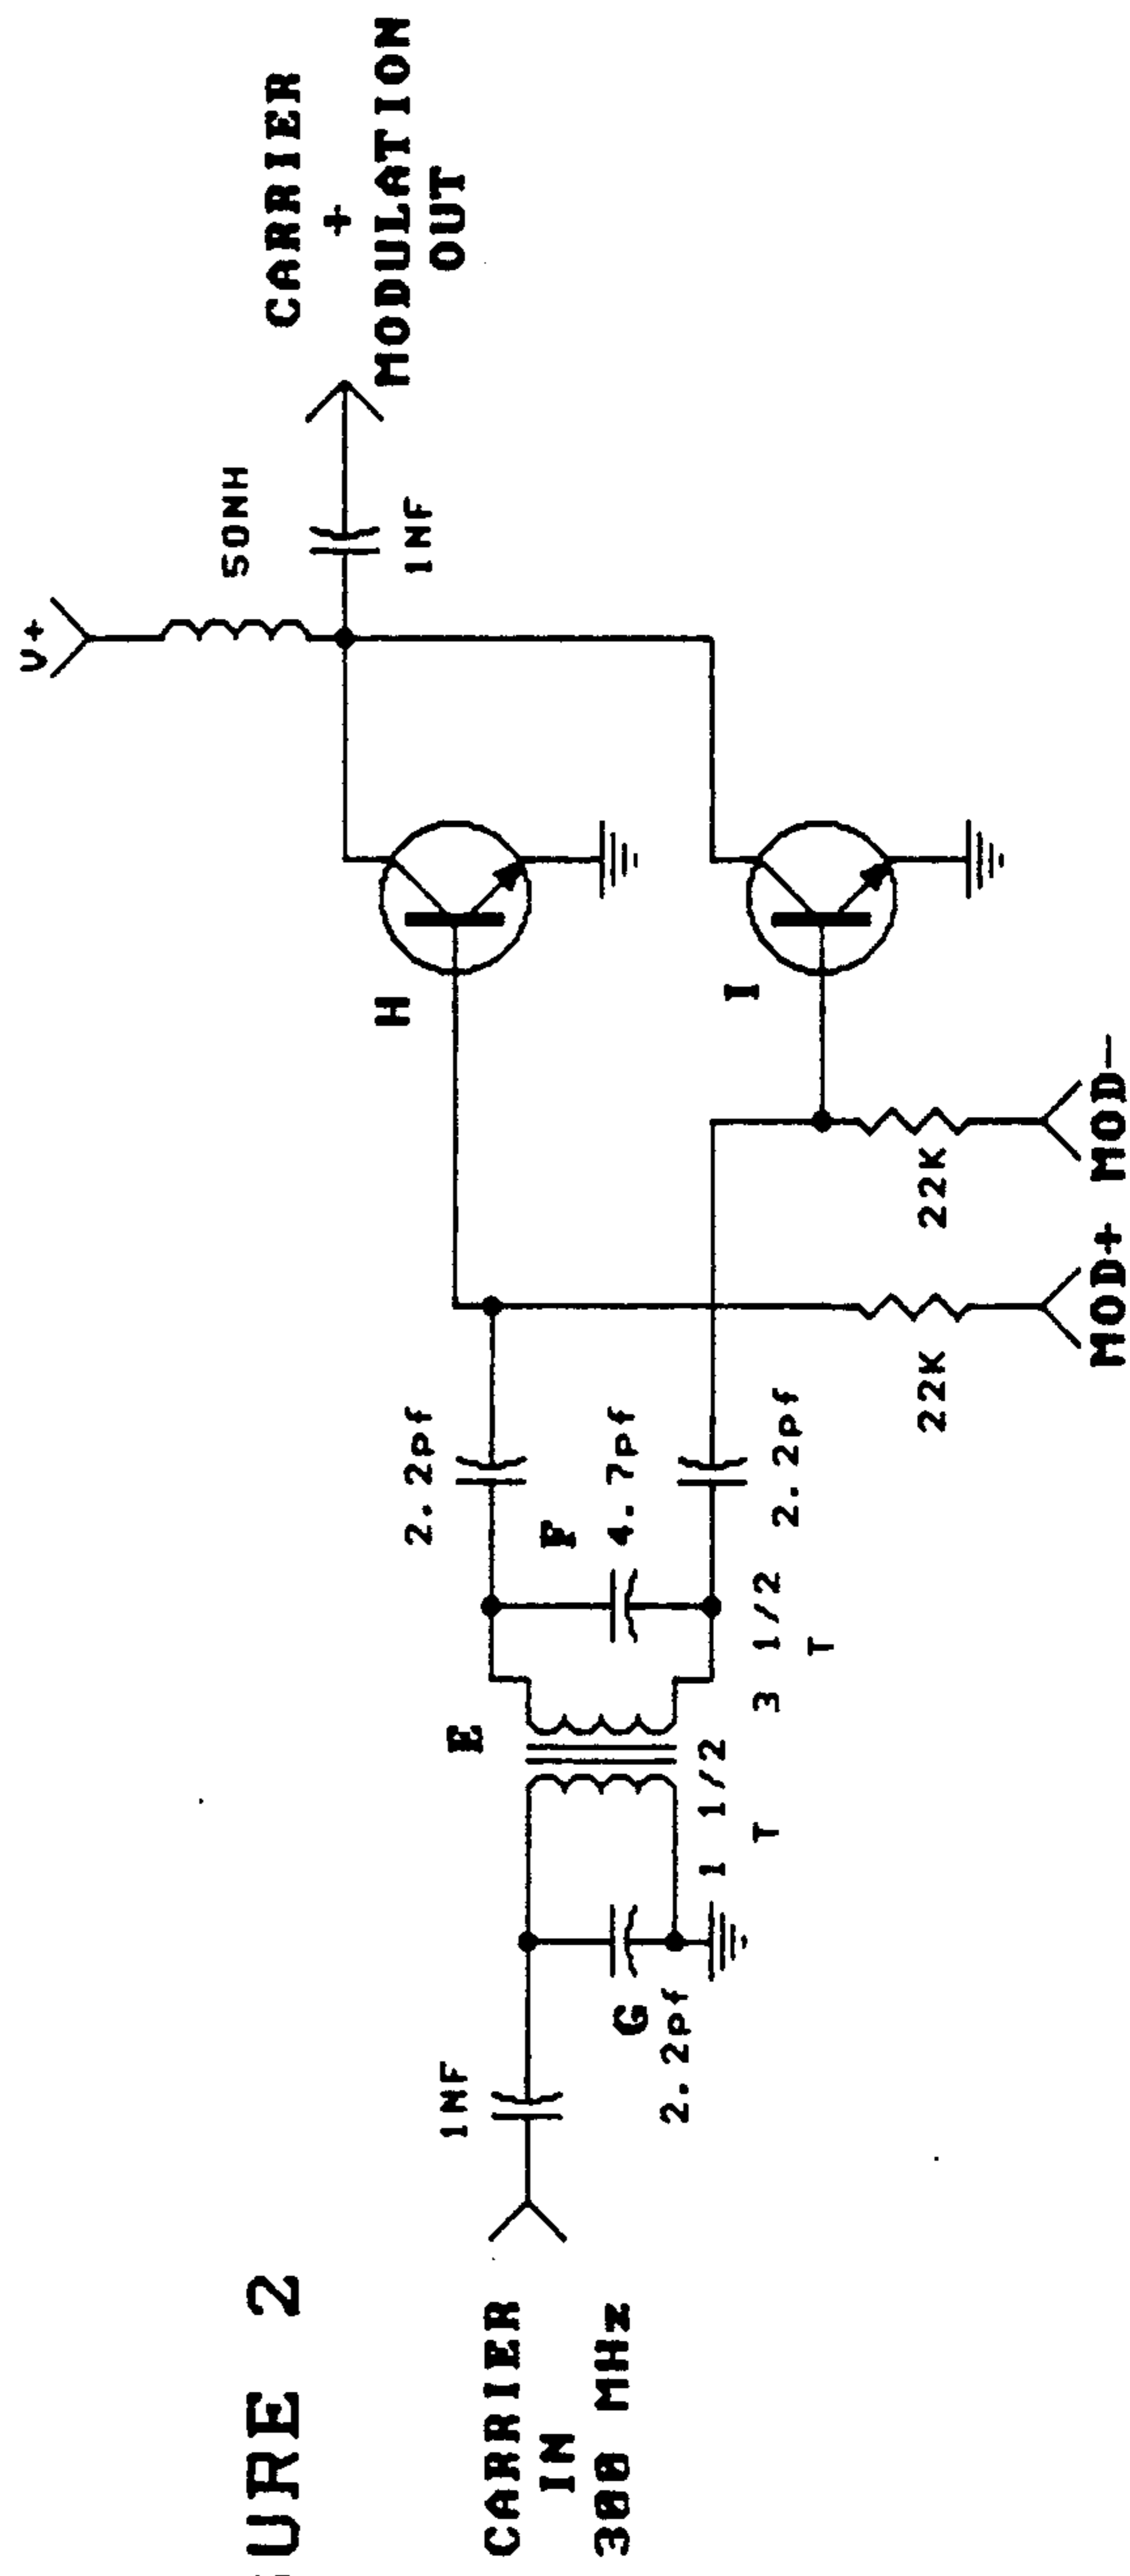 URE 2
CARRIER
IN
300 MHz
1NF
G
2.2pf
E
1 1/2
T
3 1/2
T
2.2pf
F
4.7pf
2.2pf
22K
MOD+
22K
MOD-
H
I
V+
50NH
1NF
CARRIER
+
MODULATION
OUT